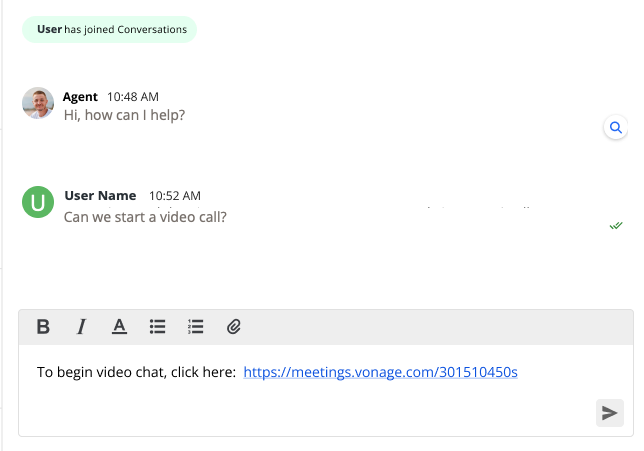 User has joined Conversations
Agent 10:48 AM
Hi, how can I help?
U
User Name 10:52 AM
Can we start a video call?
B I A
To begin video chat, click here: https://meetings.vonage.com/301510450s